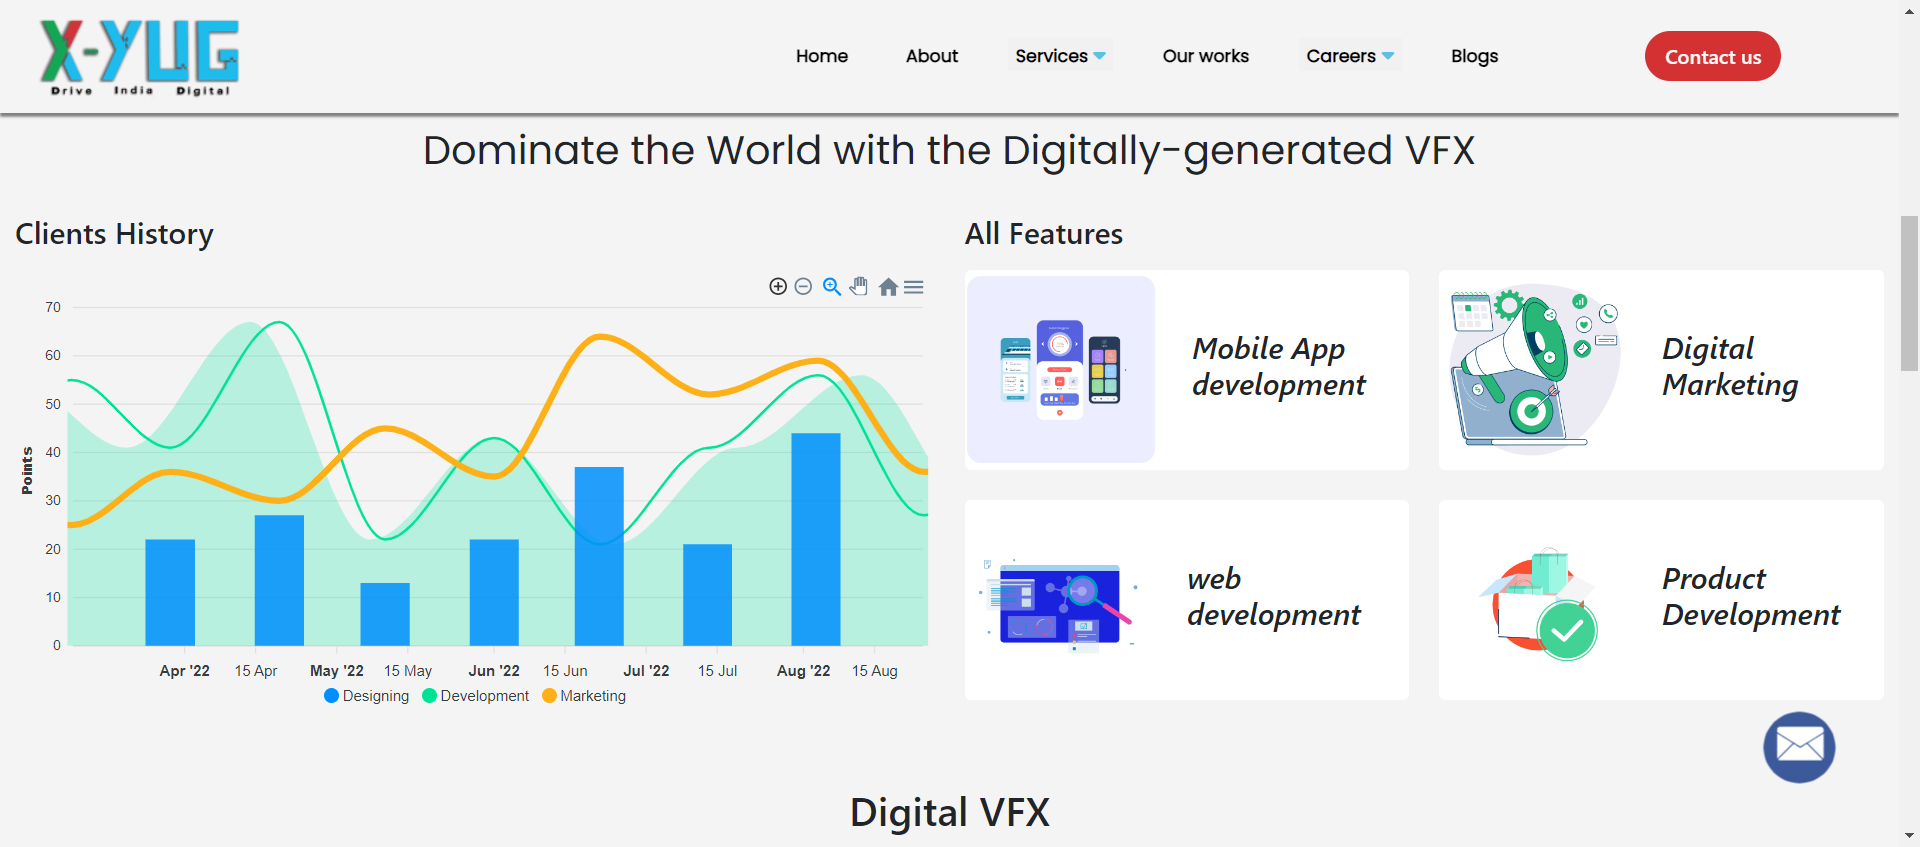 X-YUG
Drive India Digital
Home
About
Services
Our works
Careers
Blogs
Contact us
Dominate the World with the Digitally-generated VFX
Clients History
All Features
70
60
50
40
30
20
10
0
Points
Apr '22
15 Apr
May '22
15 May
Jun '22
15 Jun
Jul '22
15 Jul
Aug '22
15 Aug
Designing
Development
Marketing
Mobile App
development
Digital
Marketing
web
development
Product
Development
Digital VFX